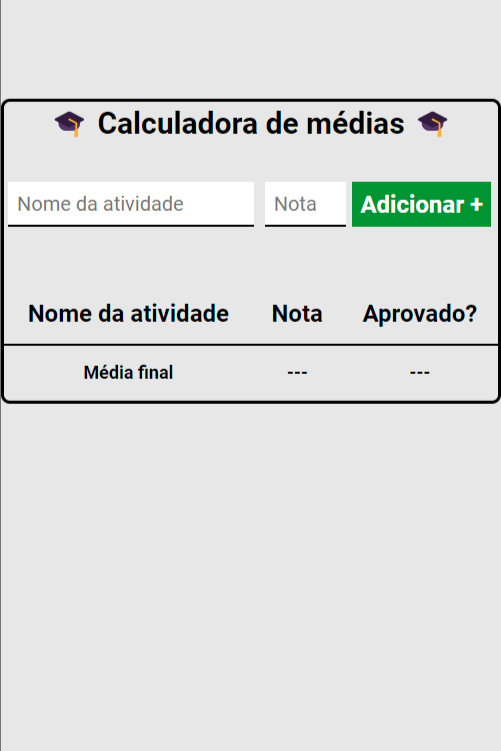 Calculadora de médias
Nome da atividade Nota Adicionar +
Nome da atividade Nota Aprovado?
Média final --- ---